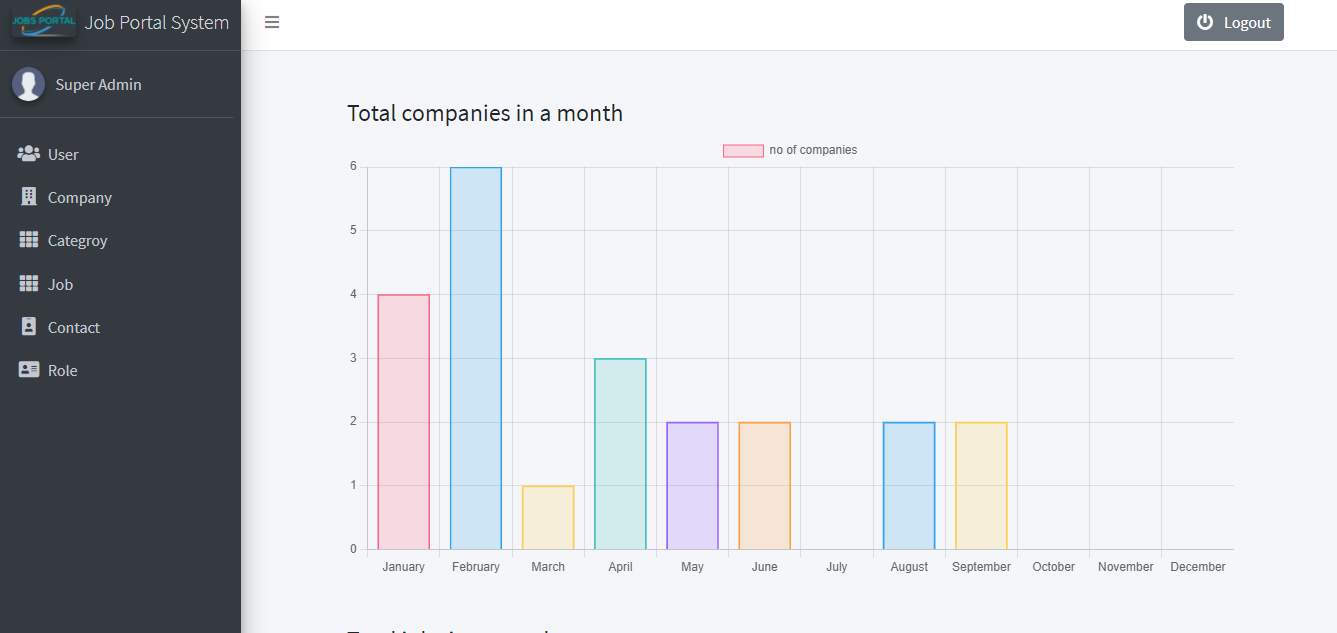 JOBS PORTAL
Job Portal System
Logout
Super Admin
User
Company
Categroy
Job
Contact
Role
Total companies in a month
no of companies
6
5
4
3
2
1
0
January February March April May June July August September October November December